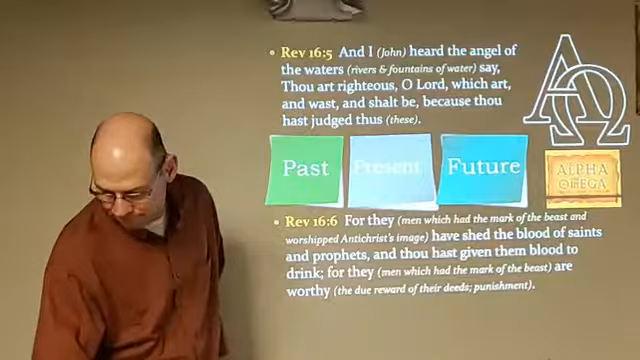 Rev 16:5 And I (John) heard the angel of
the waters (rivers & fountains of water) say,
Thou art righteous, O Lord, which art,
and wast, and shalt be, because thou
hast judged thus (these).
Past Present Future
ALPHA
OMEGA
Rev 16:6 For they (men which had the mark of the beast and
worshipped Antichrist's image) have shed the blood of saints
and prophets, and thou hast given them blood to
drink; for they (men which had the mark of the beast) are
worthy (the due reward of their deeds; punishment).
ΑΩ